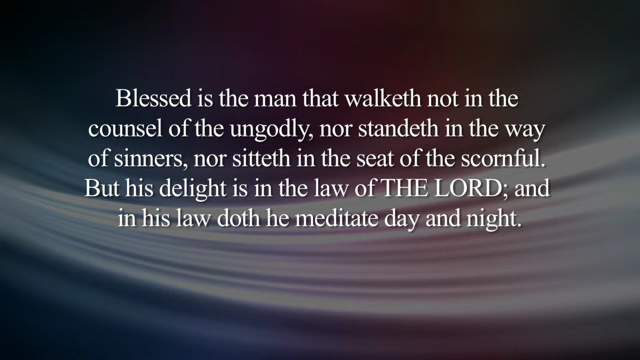 Blessed is the man that walketh not in the
counsel of the ungodly, nor standeth in the way
of sinners, nor sitteth in the seat of the scornful.
But his delight is in the law of THE LORD; and
in his law doth he meditate day and night.